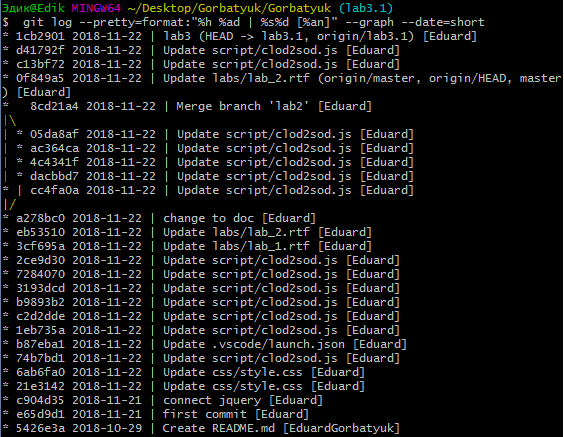 Эдик@Edik MINGW64 ~/Desktop/Gorbatyuk/Gorbatyuk (lab3.1)
$  git log --pretty=format:"%h %ad | %s%d [%an]" --graph --date=short
* 1cb2901 2018-11-22 | lab3 (HEAD -> lab3.1, origin/lab3.1) [Eduard]
* d41792f 2018-11-22 | Update script/clod2sod.js [Eduard]
* c13bf72 2018-11-22 | Update script/clod2sod.js [Eduard]
* 0f849a5 2018-11-22 | Update labs/lab_2.rtf (origin/master, origin/HEAD, master
) [Eduard]
*   8cd21a4 2018-11-22 | Merge branch 'lab2' [Eduard]
|\
| * 05da8af 2018-11-22 | Update script/clod2sod.js [Eduard]
| * ac364ca 2018-11-22 | Update script/clod2sod.js [Eduard]
| * 4c4341f 2018-11-22 | Update script/clod2sod.js [Eduard]
| * dacbbd7 2018-11-22 | Update script/clod2sod.js [Eduard]
* | cc4fa0a 2018-11-22 | Update script/clod2sod.js [Eduard]
|/
* a278bc0 2018-11-22 | change to doc [Eduard]
* eb53510 2018-11-22 | Update labs/lab_2.rtf [Eduard]
* 3cf695a 2018-11-22 | Update labs/lab_1.rtf [Eduard]
* 2ce9d30 2018-11-22 | Update script/clod2sod.js [Eduard]
* 7284070 2018-11-22 | Update script/clod2sod.js [Eduard]
* 3193dcd 2018-11-22 | Update script/clod2sod.js [Eduard]
* b9893b2 2018-11-22 | Update script/clod2sod.js [Eduard]
* c2d2dde 2018-11-22 | Update script/clod2sod.js [Eduard]
* 1eb735a 2018-11-22 | Update script/clod2sod.js [Eduard]
* b87eba1 2018-11-22 | Update .vscode/launch.json [Eduard]
* 74b7bd1 2018-11-22 | Update script/clod2sod.js [Eduard]
* 6ab6fa0 2018-11-22 | Update css/style.css [Eduard]
* 21e3142 2018-11-22 | Update css/style.css [Eduard]
* c904d35 2018-11-21 | connect jquery [Eduard]
* e65d9d1 2018-11-21 | first commit [Eduard]
* 5426e3a 2018-10-29 | Create README.md [EduardGorbatyuk]